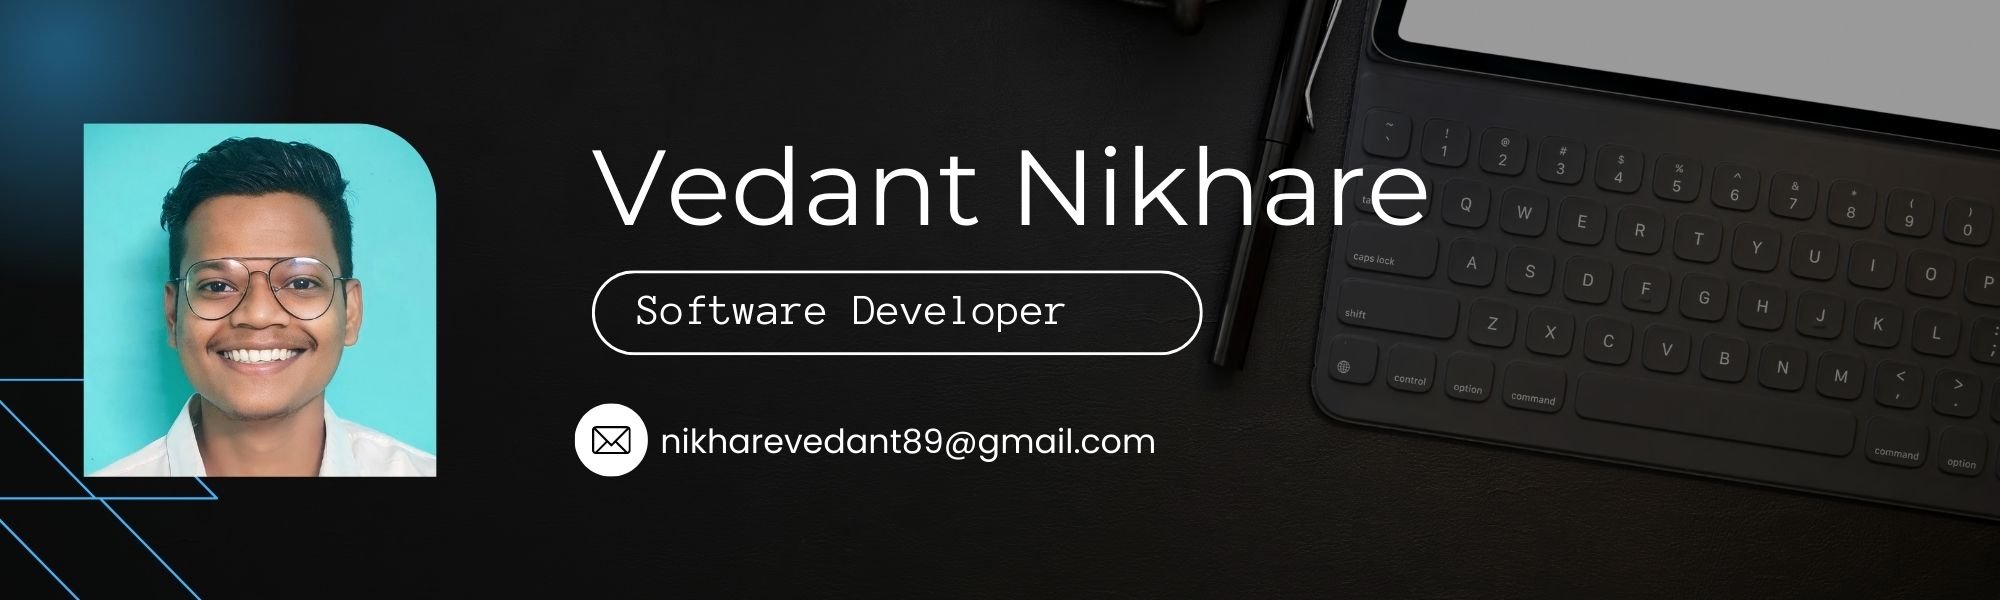 Vedant Nikhare
Software Developer
nikharevedant89@gmail.com
~ ! @ # $ % ^ & * ( )
` 1 2 3 4 5 6 7 8 9 0
ta Q W E R T Y U I O P
caps lock A S D F G H J K L : ;
shift Z X C V B N M < , > .
control option command command option